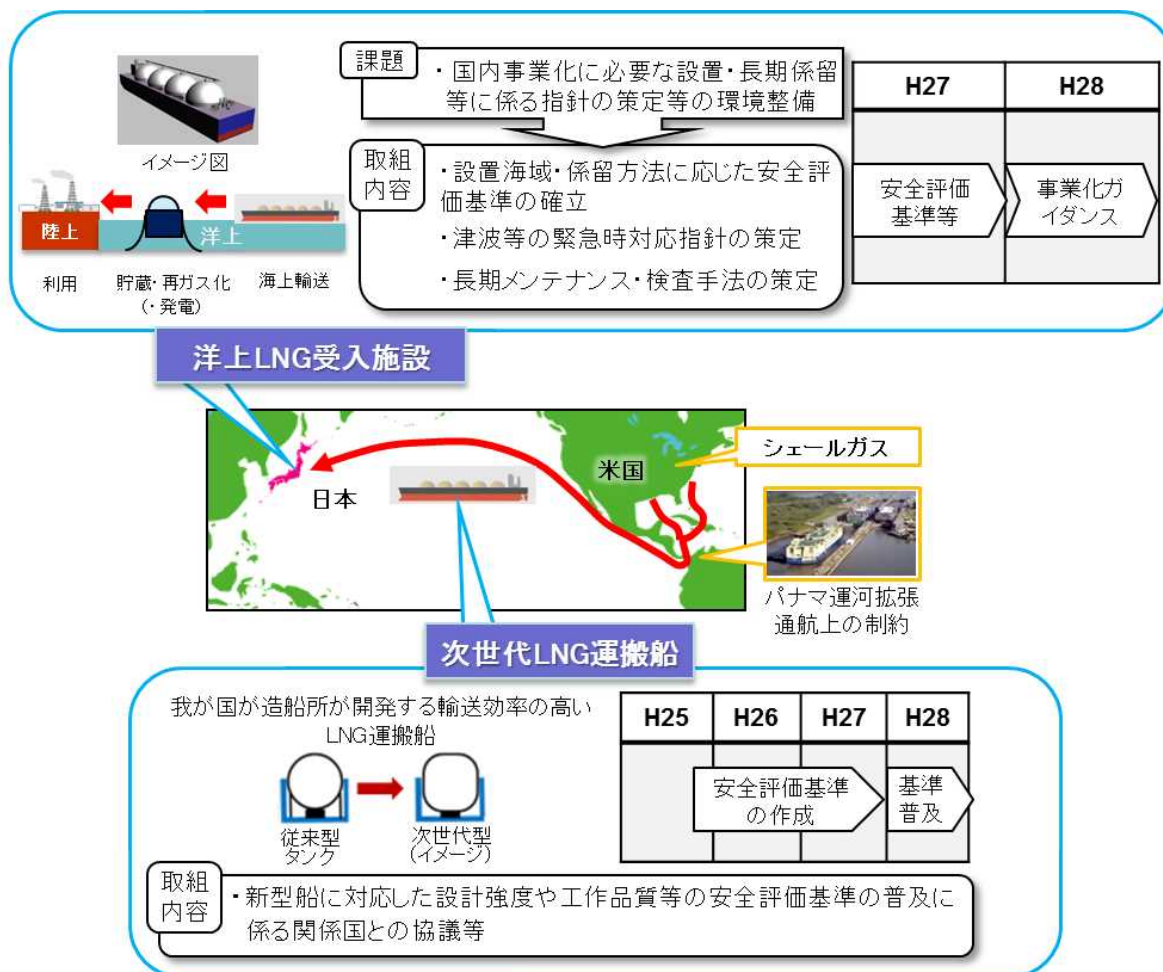 課題
・国内事業化に必要な設置・長期係留
等に係る指針の策定等の環境整備
イメージ図
陸上
洋上
利用
貯蔵・再ガス化
(・発電)
海上輸送
取組
内容
・設置海域・係留方法に応じた安全評
価基準の確立
・津波等の緊急時対応指針の策定
・長期メンテナンス・検査手法の策定
H27
H28
安全評価
基準等
事業化ガ
イダンス
洋上LNG受入施設
日本
米国
シェールガス
パナマ運河拡張
通航上の制約
次世代LNG運搬船
我が国が造船所が開発する輸送効率の高い
LNG運搬船
従来型
タンク
次世代型
(イメージ)
H25
H26
H27
H28
安全評価基準
の作成
基準
普及
取組
内容
・新型船に対応した設計強度や工作品質等の安全評価基準の普及に
係る関係国との協議等